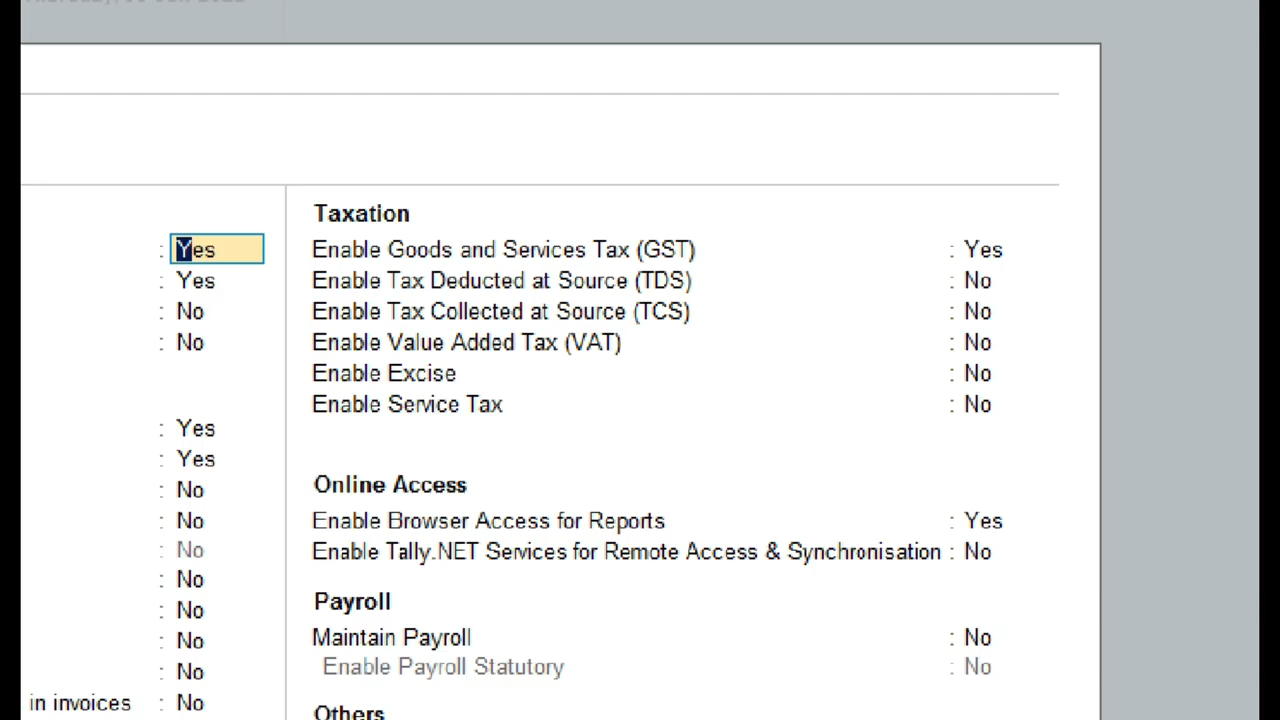 : Yes
: Yes
: No
: No
: Yes
: Yes
: No
: No
: No
: No
: No
: No
: No
in invoices : No
Taxation
Enable Goods and Services Tax (GST) : Yes
Enable Tax Deducted at Source (TDS) : No
Enable Tax Collected at Source (TCS) : No
Enable Value Added Tax (VAT) : No
Enable Excise : No
Enable Service Tax : No
Online Access
Enable Browser Access for Reports : Yes
Enable Tally.NET Services for Remote Access & Synchronisation : No
Payroll
Maintain Payroll : No
Enable Payroll Statutory : No
Others